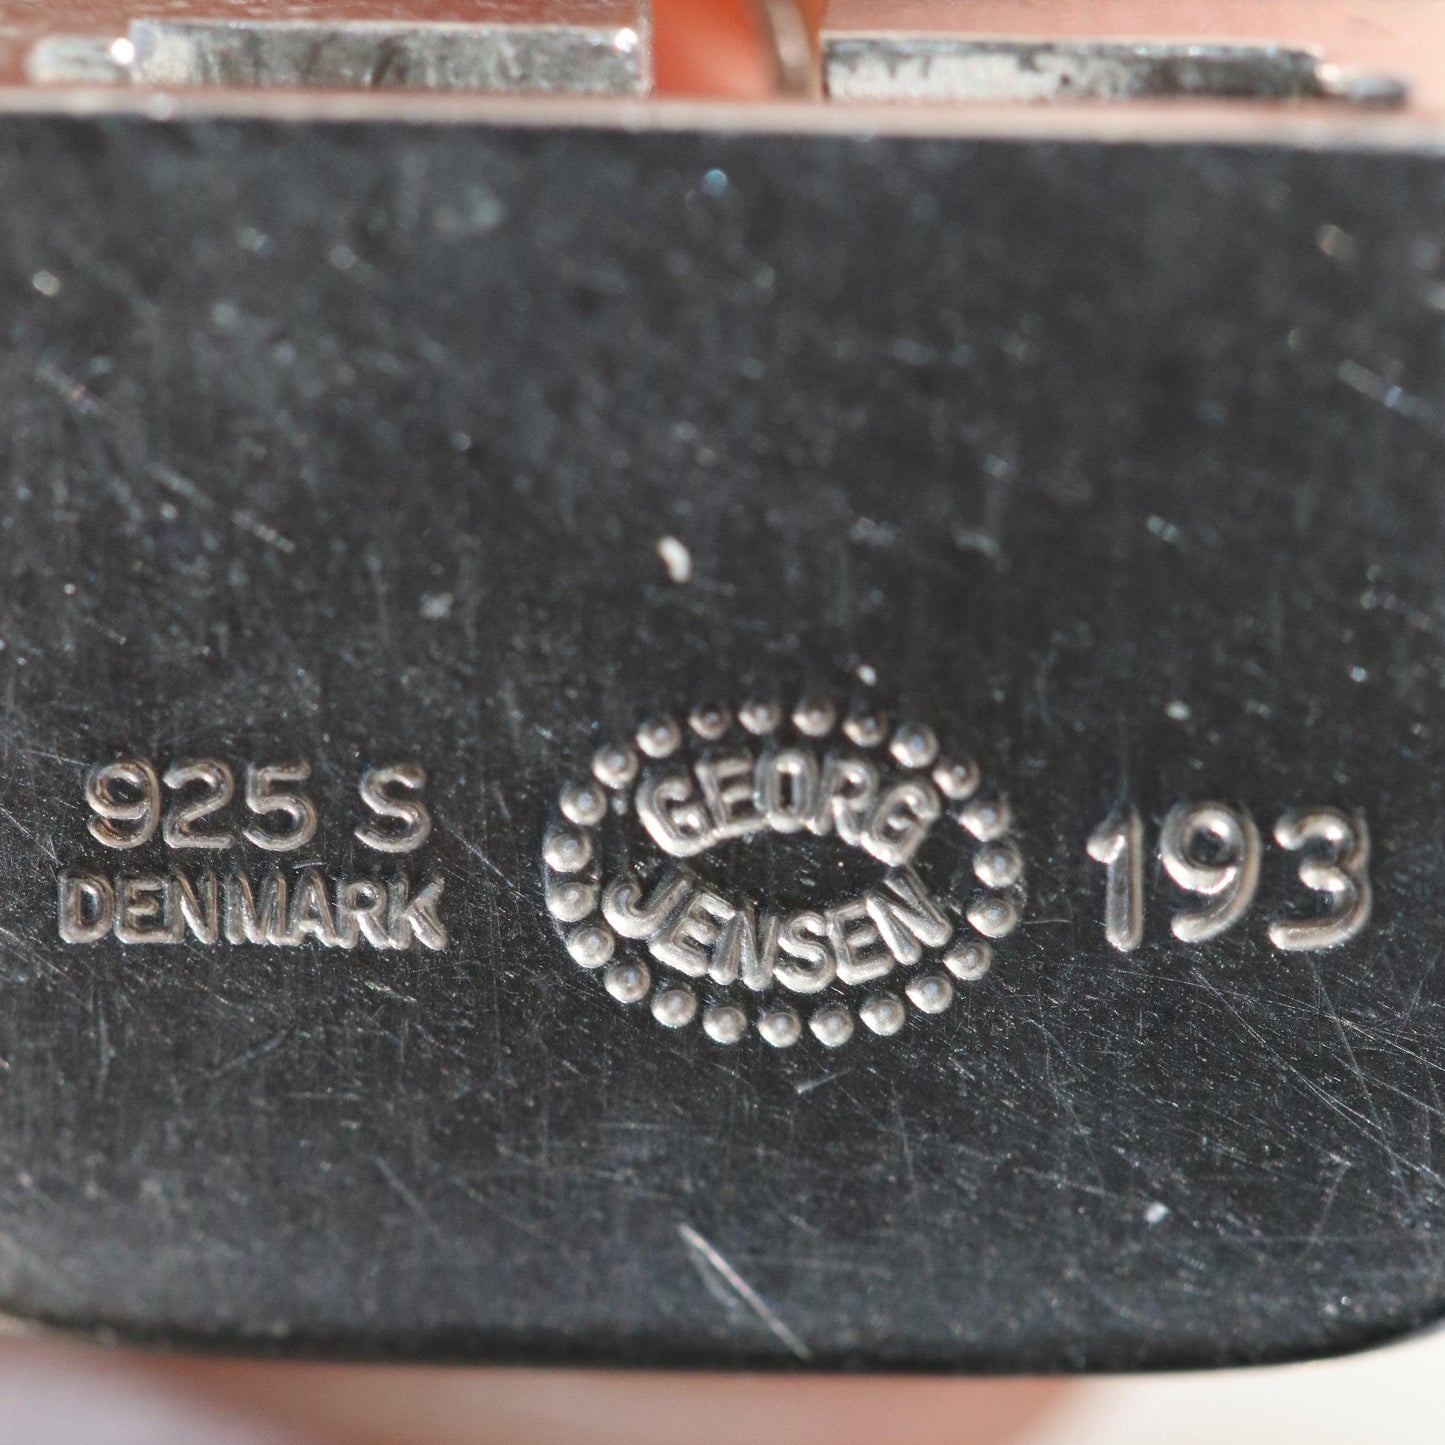 925 S
DENMARK
GEORG
JENSEN
193